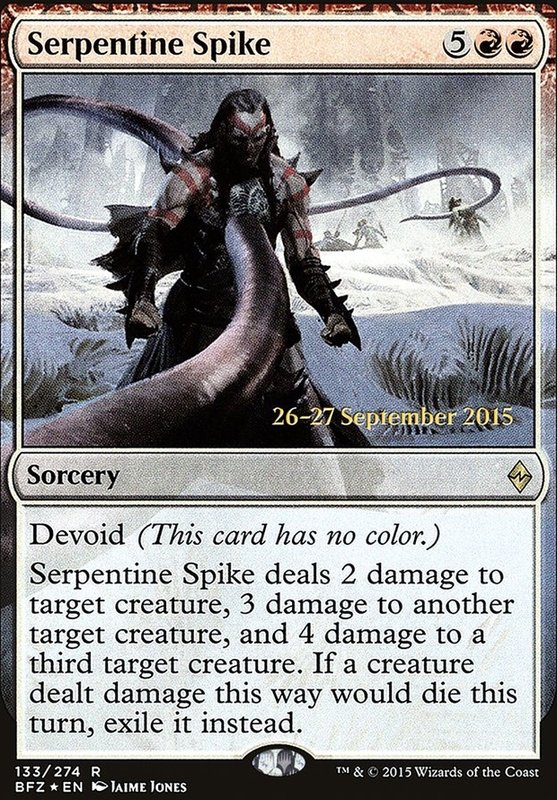 Serpentine Spike 5
26-27 September 2015
Sorcery
Devoid (This card has no color.)
Serpentine Spike deals 2 damage to
target creature, 3 damage to another
target creature, and 4 damage to a
third target creature. If a creature
dealt damage this way would die this
turn, exile it instead.
133/274 R
BFZ ★ EN Jaime Jones
™ & © 2015 Wizards of the Coast